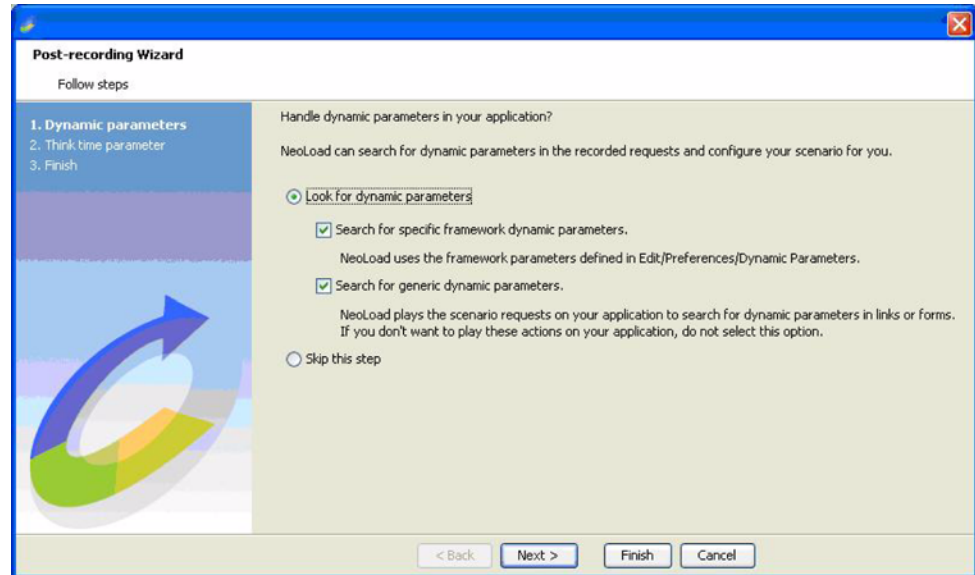 Post-recording Wizard
Follow steps
1. Dynamic parameters
2. Think time parameter
3. Finish
Handle dynamic parameters in your application?
NeoLoad can search for dynamic parameters in the recorded requests and configure your scenario for you.
Look for dynamic parameters
Search for specific framework dynamic parameters.
NeoLoad uses the framework parameters defined in Edit/Preferences/Dynamic Parameters.
Search for generic dynamic parameters.
NeoLoad plays the scenario requests on your application to search for dynamic parameters in links or forms.
If you don't want to play these actions on your application, do not select this option.
Skip this step
< Back Next > Finish Cancel